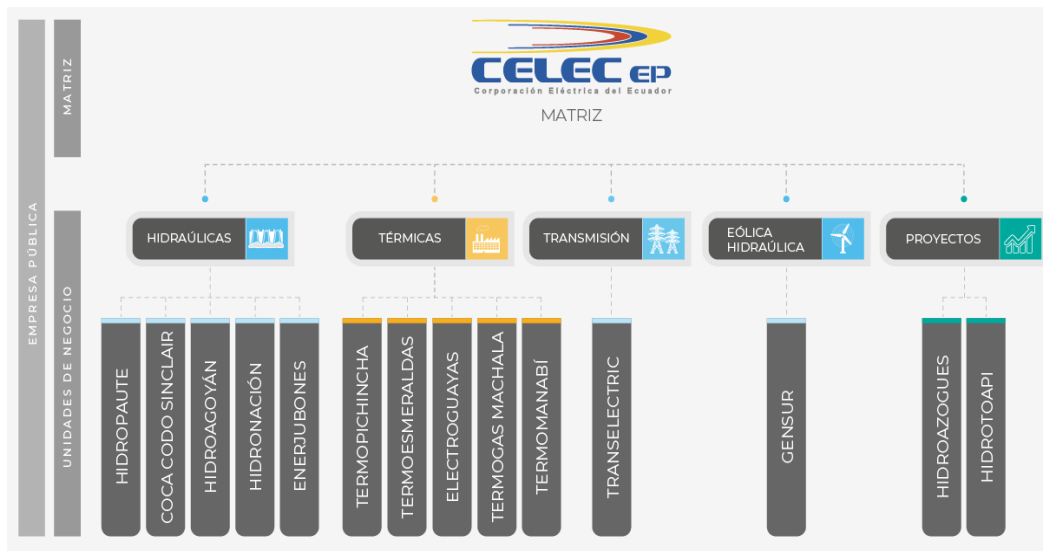 EMPRESA PÚBLICA
MATRIZ
UNIDADES DE NEGOCIO
CELEC EP
Corporación Eléctrica del Ecuador
MATRIZ
HIDRAÚLICAS
TÉRMICAS
TRANSMISIÓN
EÓLICA
HIDRAÚLICA
PROYECTOS
HIDROPAUTE
COCA CODO SINCLAIR
HIDROAGOYÁN
HIDRONACIÓN
ENERJUBONES
TERMOPICHINCHA
TERMOESMERALDAS
ELECTROGUAYAS
TERMOGAS MACHALA
TERMOMANABÍ
TRANSELECTRIC
GENSUR
HIDROAZOGUES
HIDROTOAPI